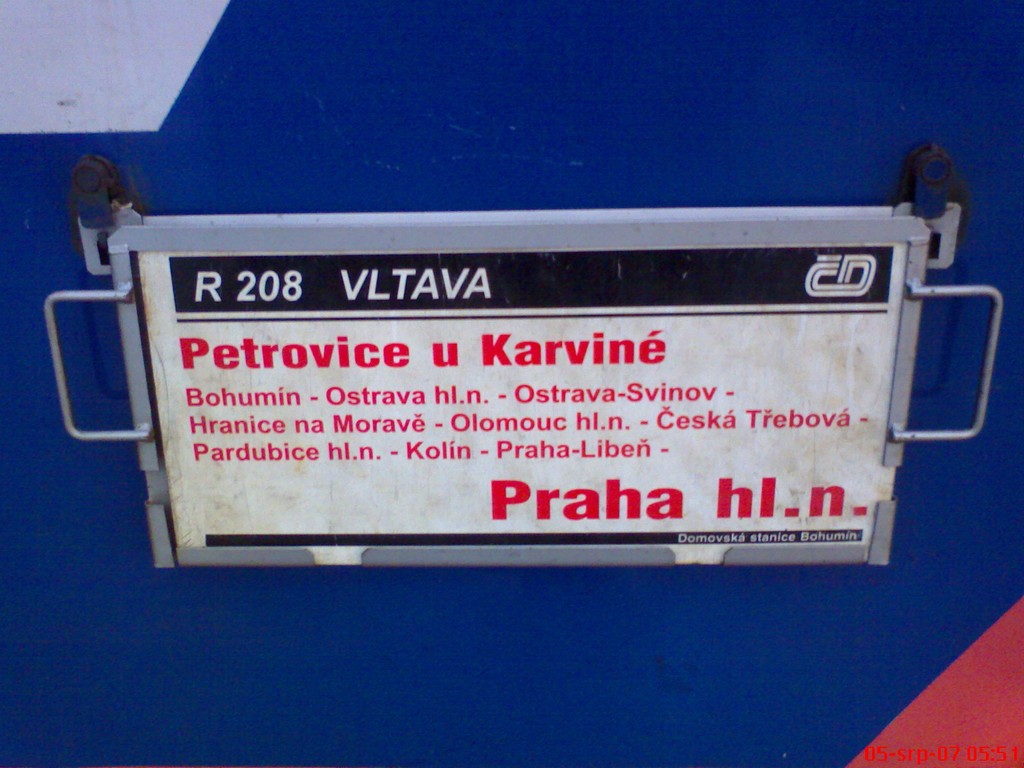 R 208 VLTAVA ČD
Petrovice u Karviné
Bohumín - Ostrava hl.n. - Ostrava-Svinov -
Hranice na Moravě - Olomouc hl.n. - Česká Třebová -
Pardubice hl.n. - Kolín - Praha-Libeň -
Praha hl.n.
Domovská stanice Bohumín
05-srp-07 05:51